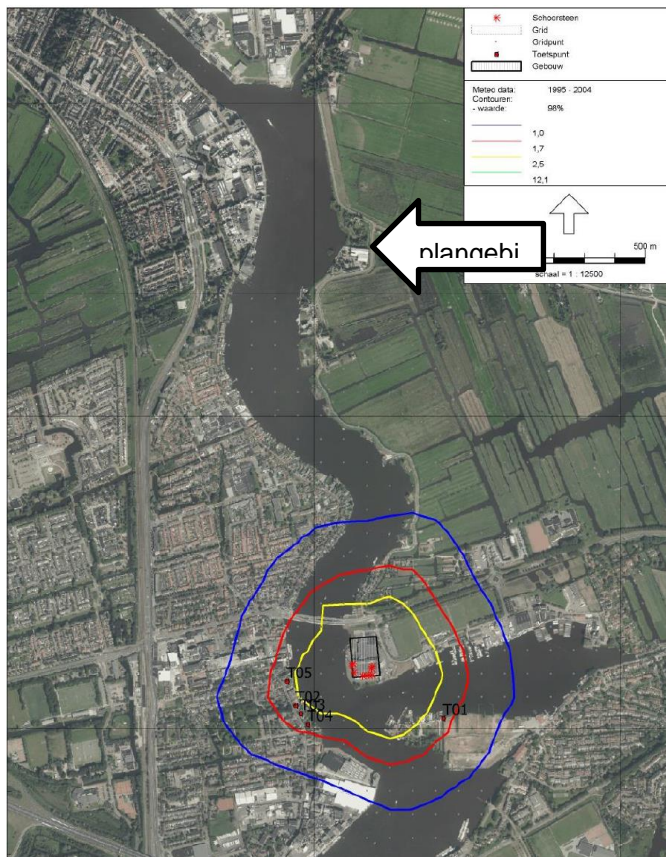 Schoorsteen
Grid
Gridpunt
Toetspunt
Gebouw
Meteo data: 1995 - 2004
Contouren:
- waarde: 98%
1,0
1,7
2,5
12,1
plangebi
500 m
schaal = 1 : 12500
T05
T02
T03
T04
T01